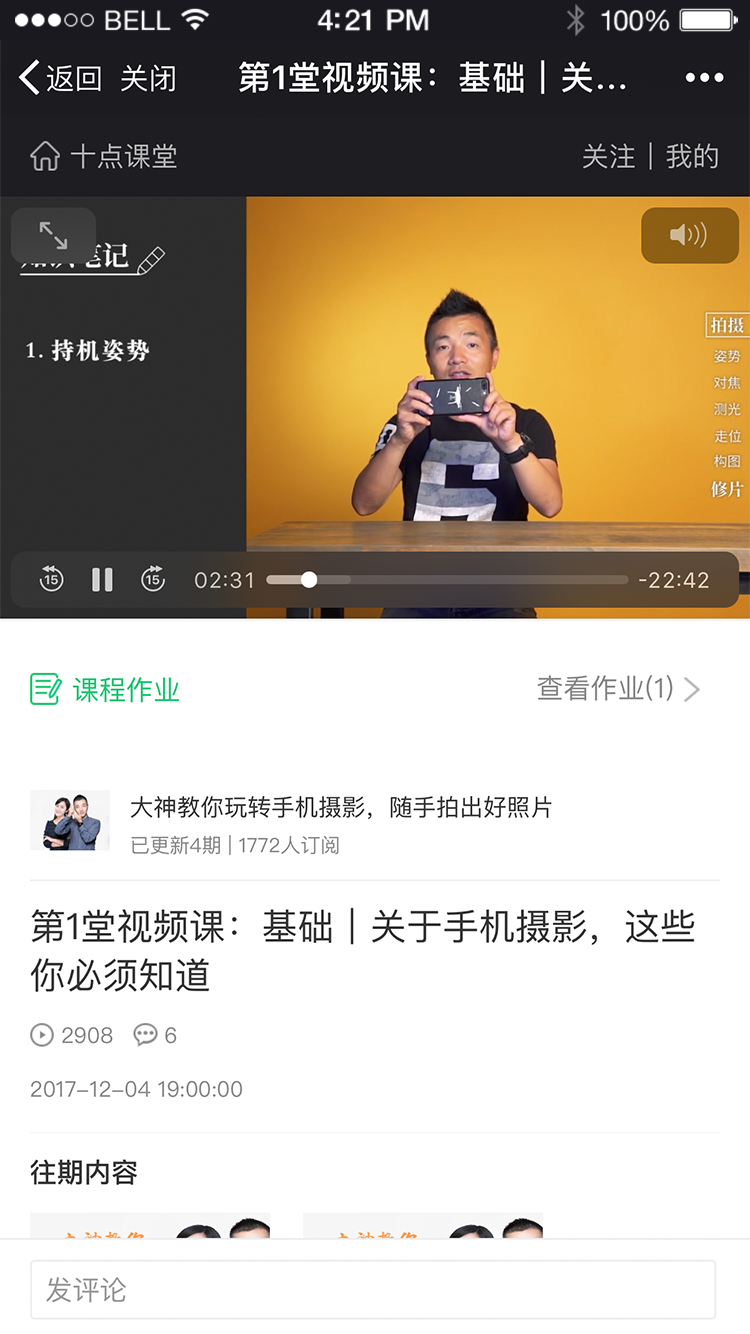 BELL 4:21 PM 100%
返回 关闭 第1堂视频课：基础｜关...
十点课堂 关注｜我的
笔记
1. 持机姿势
拍摄
姿势
对焦
测光
走位
构图
修片
15 15 02:31 -22:42
课程作业 查看作业(1)
大神教你玩转手机摄影，随手拍出好照片
已更新4期｜1772人订阅
第1堂视频课：基础｜关于手机摄影，这些
你必须知道
2908 6
2017-12-04 19:00:00
往期内容
发评论